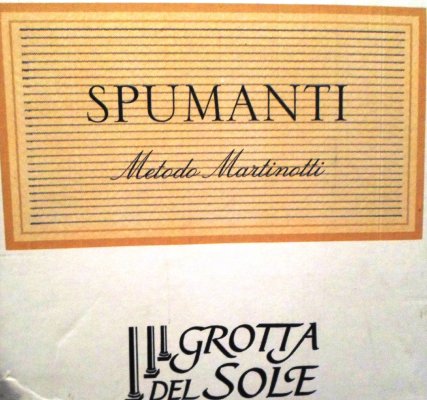 SPUMANTI
Metodo Martinotti
GROTTA
DEL SOLE